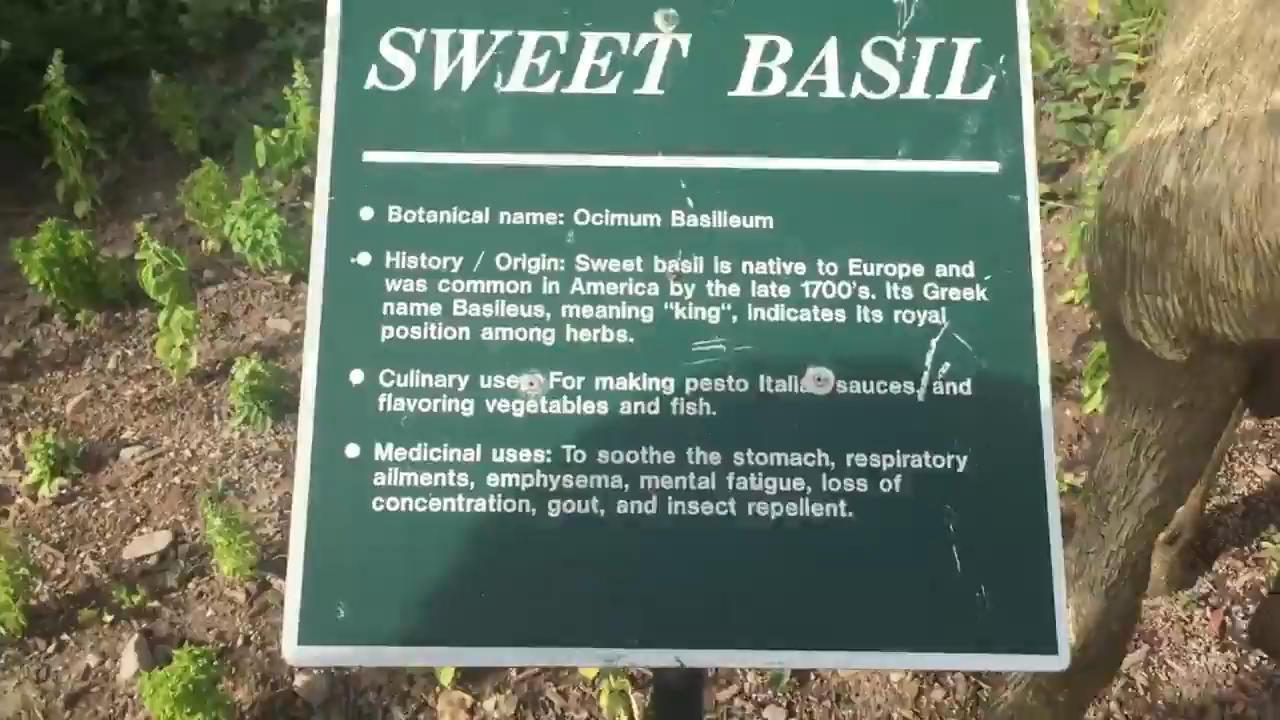 SWEET BASIL
• Botanical name: Ocimum Basilieum
• History / Origin: Sweet basil is native to Europe and
was common in America by the late 1700's. Its Greek
name Basileus, meaning "king", indicates its royal
position among herbs.
• Culinary uses: For making pesto Italian sauces, and
flavoring vegetables and fish.
• Medicinal uses: To soothe the stomach, respiratory
ailments, emphysema, mental fatigue, loss of
concentration, gout, and insect repellent.